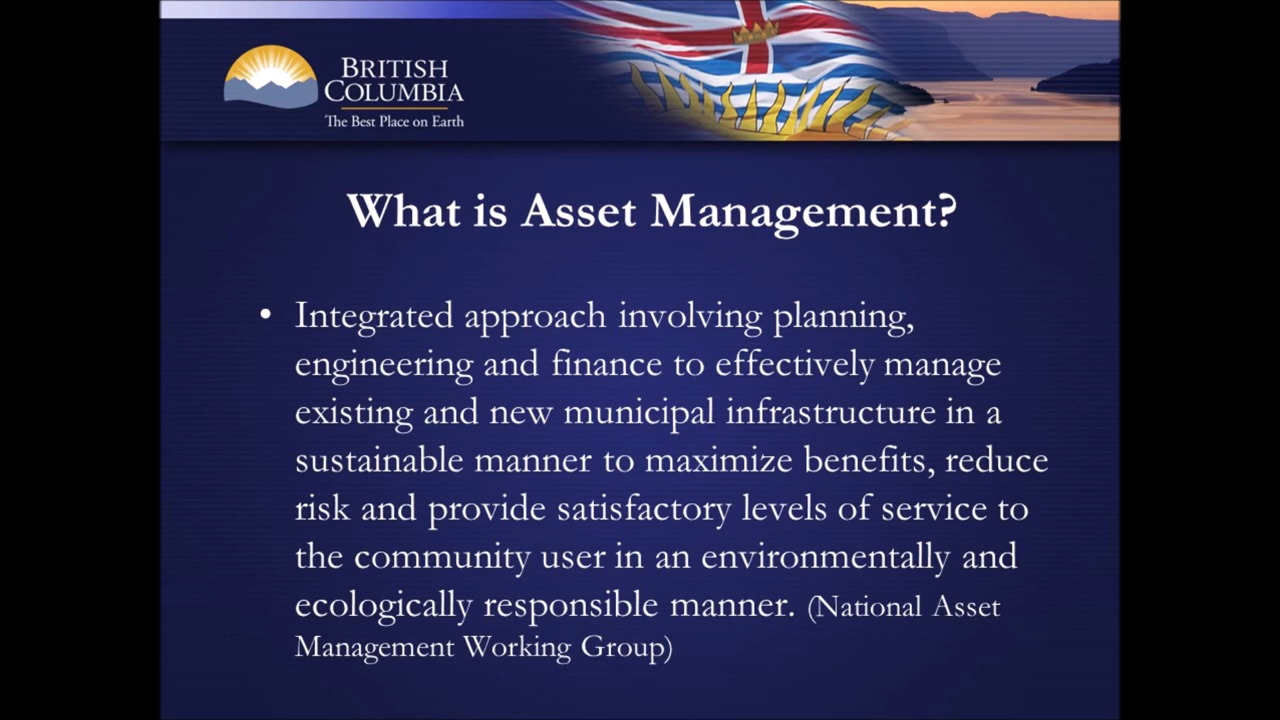 BRITISH
COLUMBIA
The Best Place on Earth
What is Asset Management?
• Integrated approach involving planning,
engineering and finance to effectively manage
existing and new municipal infrastructure in a
sustainable manner to maximize benefits, reduce
risk and provide satisfactory levels of service to
the community user in an environmentally and
ecologically responsible manner. (National Asset
Management Working Group)